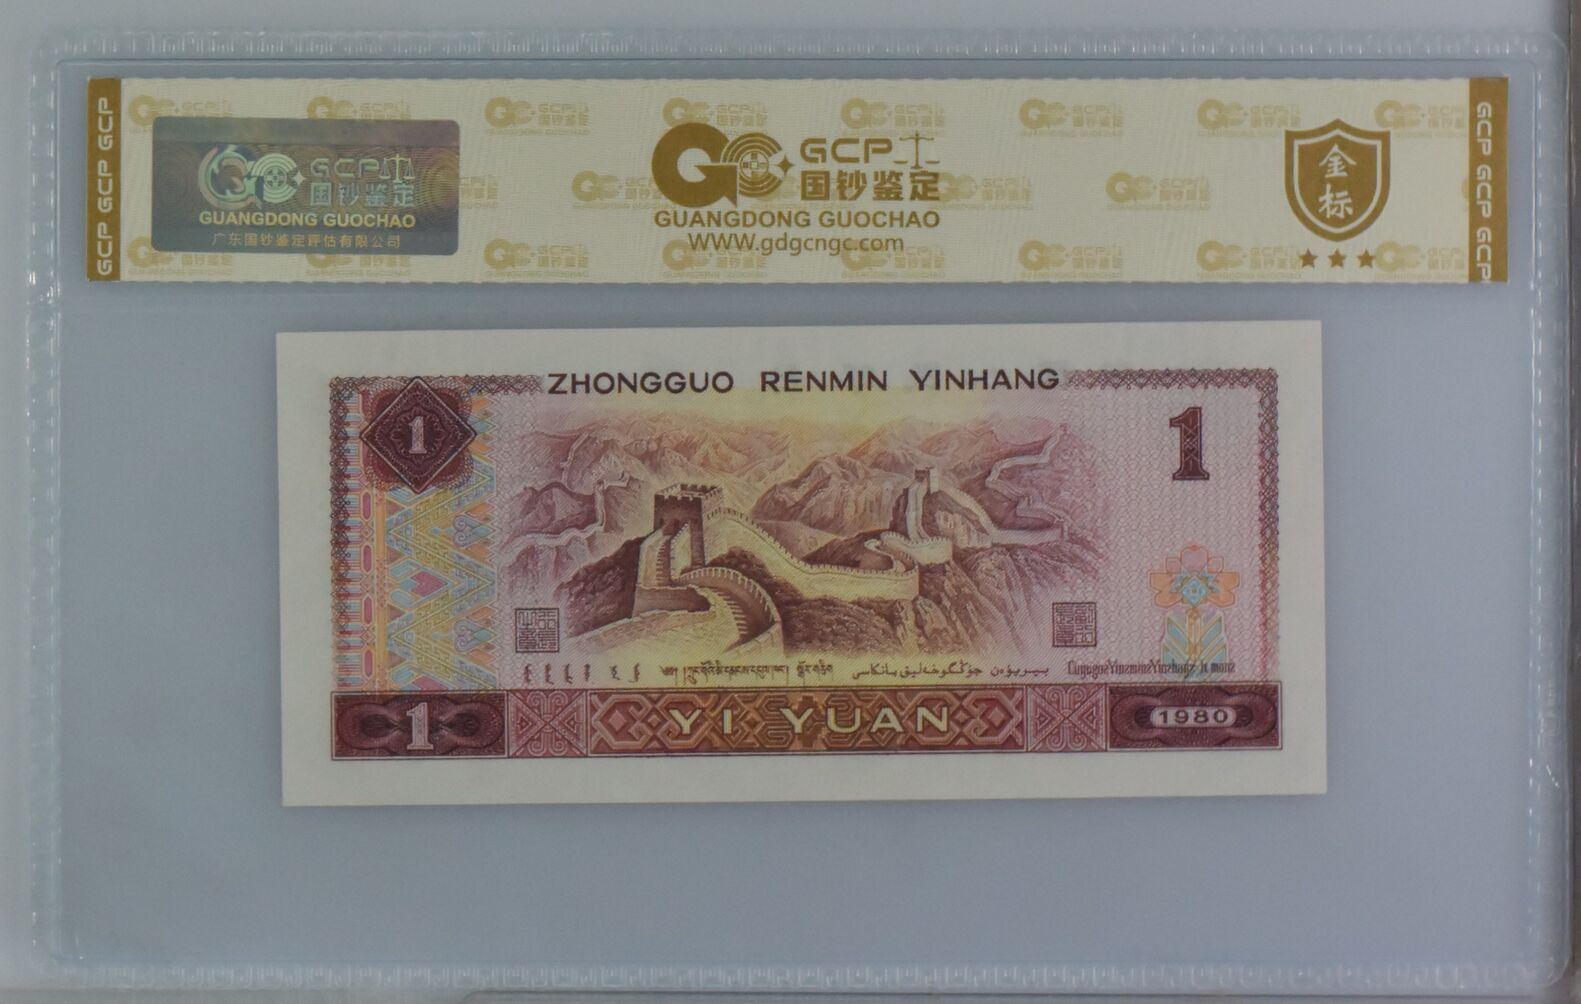 GCP GCP GCP
GCP
国钞鉴定
GUANGDONG GUOCHAO
广东国钞鉴定评估有限公司
GCP
国钞鉴定
GUANGDONG GUOCHAO
WWW.gdgcngc.com
金标
GCP GCP GCP
ZHONGGUO RENMIN YINHANG
1
1
1
YI YUAN
1980